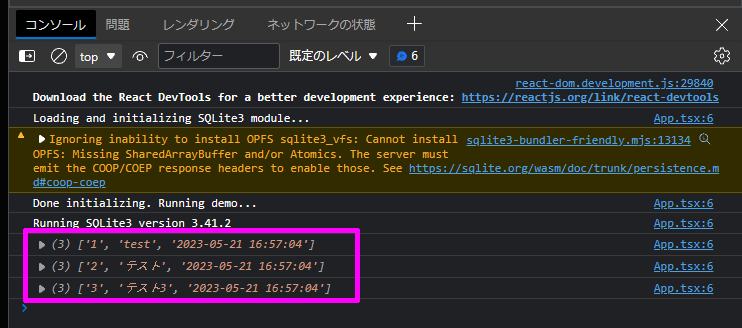 コンソール 問題 レンダリング ネットワークの状態
top フィルター 既定のレベル 6
react-dom.development.js:29840
Download the React DevTools for a better development experience: https://reactjs.org/link/react-devtools
Loading and initializing SQLite3 module... App.tsx:6
Ignoring inability to install OPFS sqlite3_vfs: Cannot install sqlite3-bundler-friendly.mjs:13134
OPFS: Missing SharedArrayBuffer and/or Atomics. The server must
emit the COOP/COEP response headers to enable those. See https://sqlite.org/wasm/doc/trunk/persistence.m
d#coop-coep
Done initializing. Running demo... App.tsx:6
Running SQLite3 version 3.41.2 App.tsx:6
(3) ['1', 'test', '2023-05-21 16:57:04'] App.tsx:6
(3) ['2', 'テスト', '2023-05-21 16:57:04'] App.tsx:6
(3) ['3', 'テスト3', '2023-05-21 16:57:04'] App.tsx:6